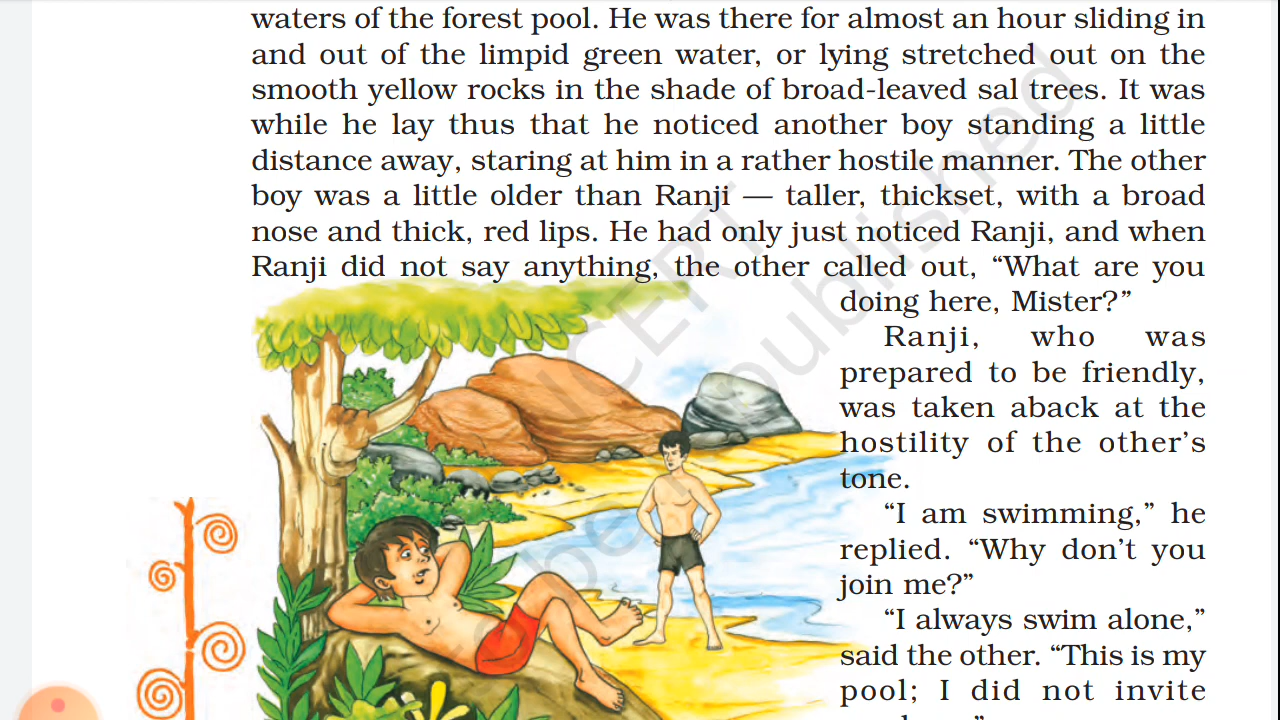 waters of the forest pool. He was there for almost an hour sliding in
and out of the limpid green water, or lying stretched out on the
smooth yellow rocks in the shade of broad-leaved sal trees. It was
while he lay thus that he noticed another boy standing a little
distance away, staring at him in a rather hostile manner. The other
boy was a little older than Ranji — taller, thickset, with a broad
nose and thick, red lips. He had only just noticed Ranji, and when
Ranji did not say anything, the other called out, “What are you
doing here, Mister?”
Ranji, who was
prepared to be friendly,
was taken aback at the
hostility of the other’s
tone.
“I am swimming,” he
replied. “Why don’t you
join me?”
“I always swim alone,”
said the other. “This is my
pool; I did not invite
NCERT
be republished